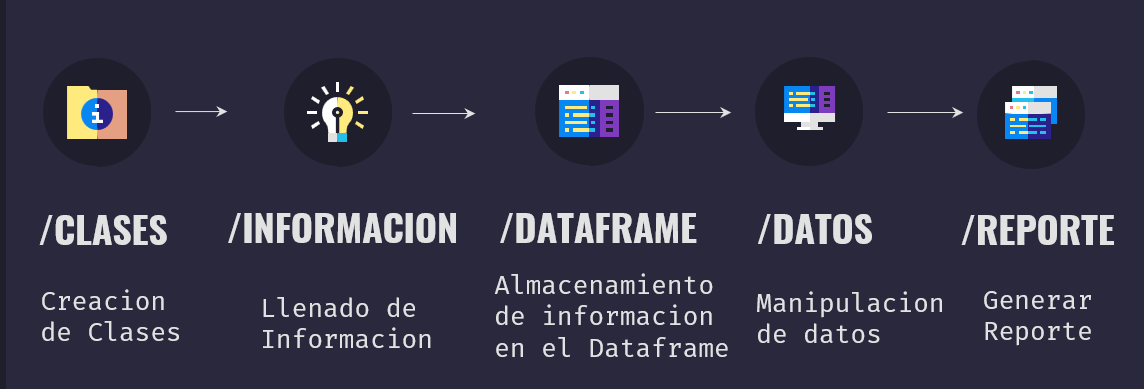 /CLASES
Creacion
de Clases
/INFORMACION
Llenado de
Informacion
/DATAFRAME
Almacenamiento
de informacion
en el Dataframe
/DATOS
Manipulacion
de datos
/REPORTE
Generar
Reporte